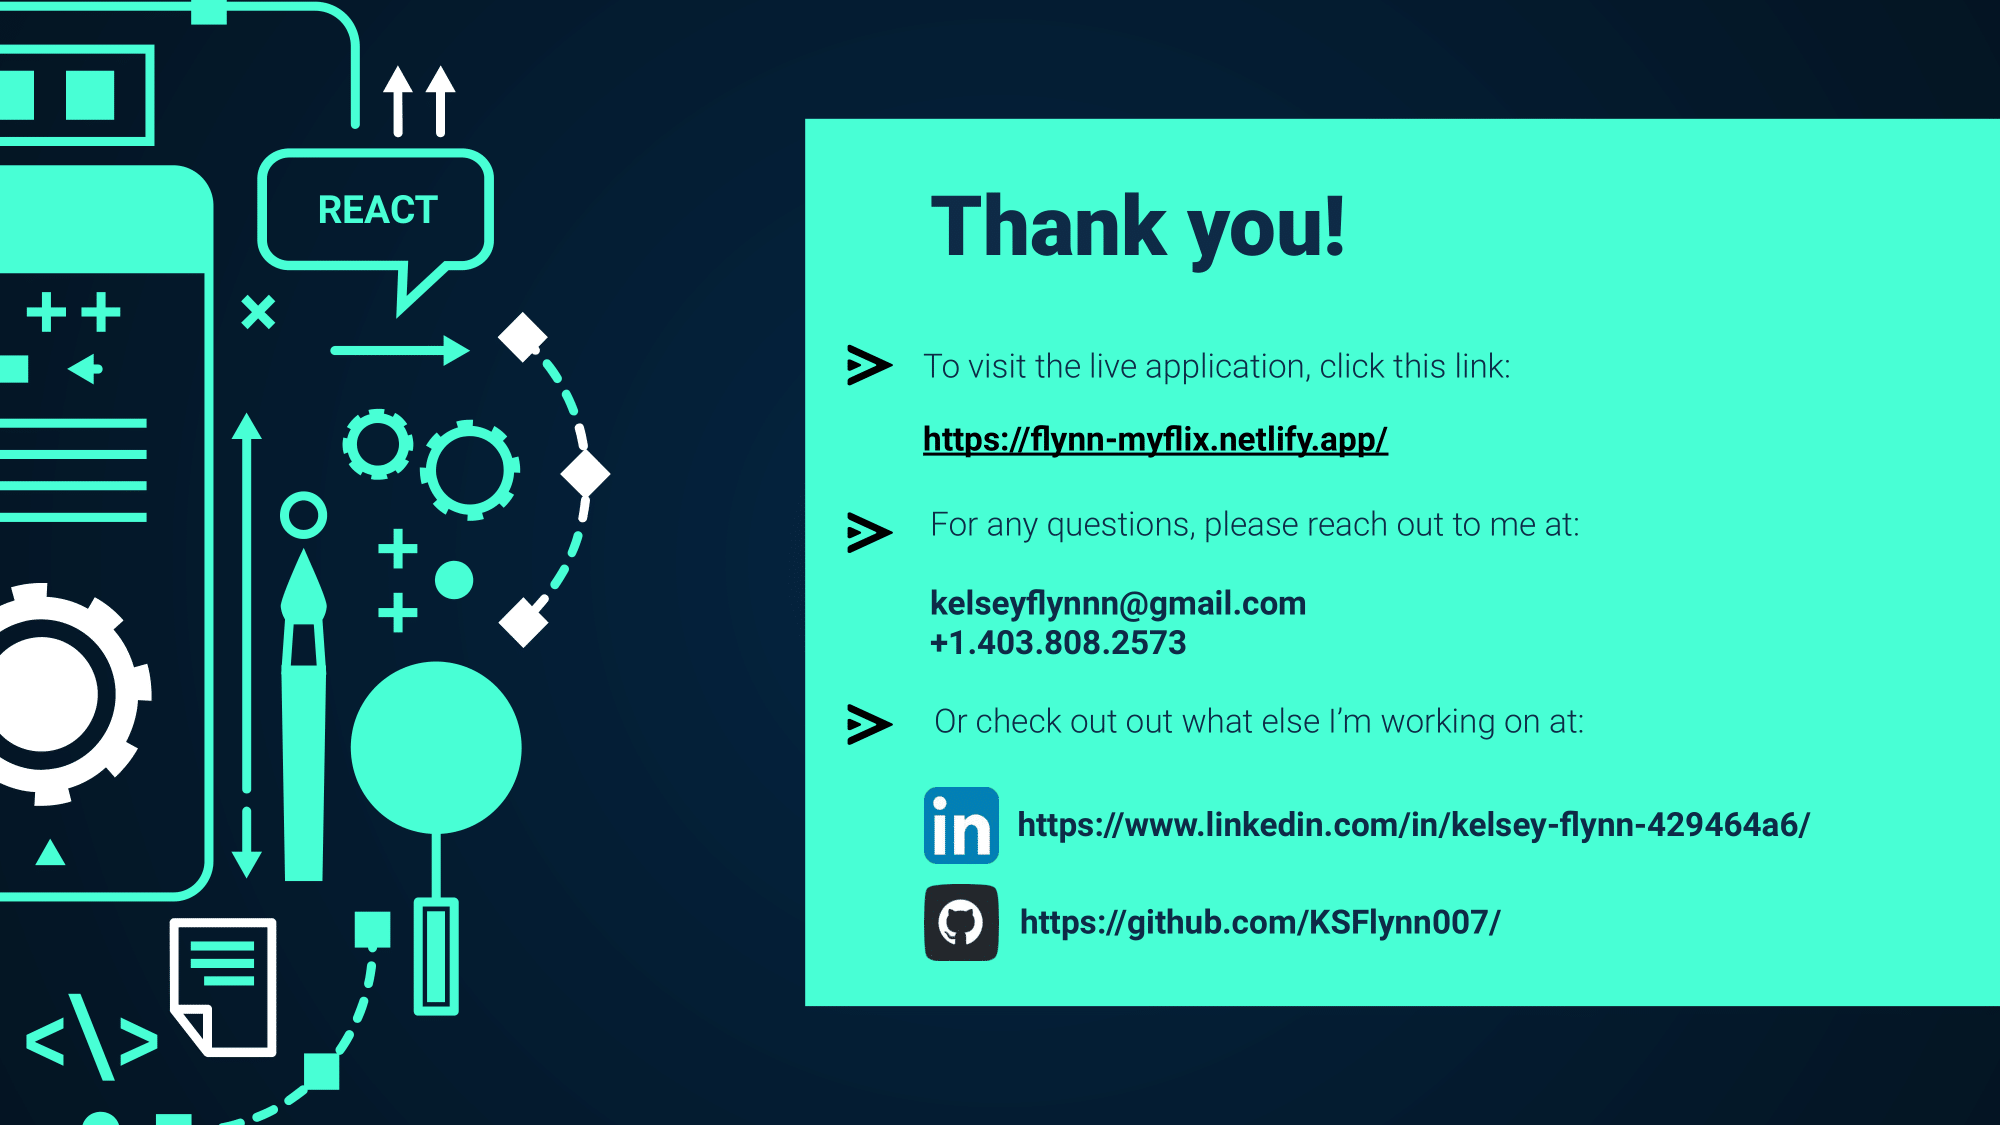 REACT
Thank you!
To visit the live application, click this link:
https://flynn-myflix.netlify.app/
For any questions, please reach out to me at:
kelseyflynnn@gmail.com
+1.403.808.2573
Or check out out what else I’m working on at:
in https://www.linkedin.com/in/kelsey-flynn-429464a6/
https://github.com/KSFlynn007/
<\>